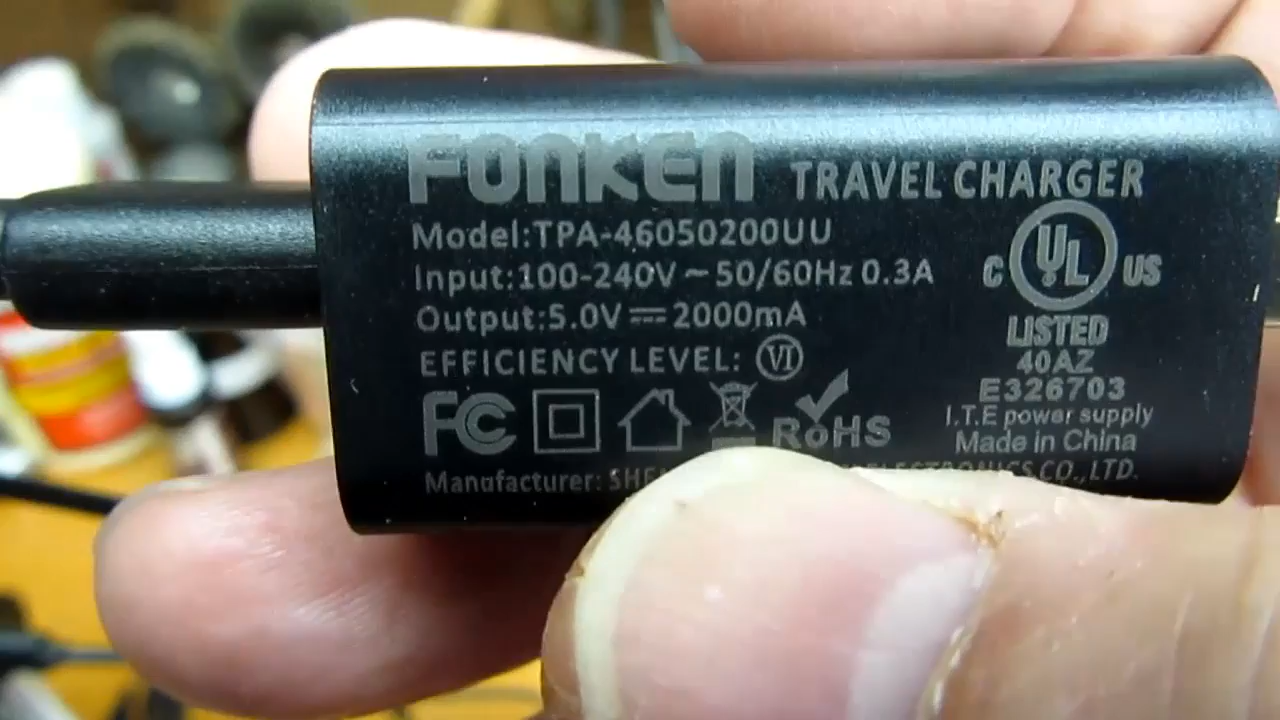 FONKEN TRAVEL CHARGER
Model:TPA-46050200UU
Input:100-240V ~ 50/60Hz 0.3A
Output:5.0V ⎓ 2000mA
EFFICIENCY LEVEL: VI
FC
RoHS
Manufacturer: CO.,LTD.
C UL US
LISTED
40AZ
E326703
I.T.E power supply
Made in China